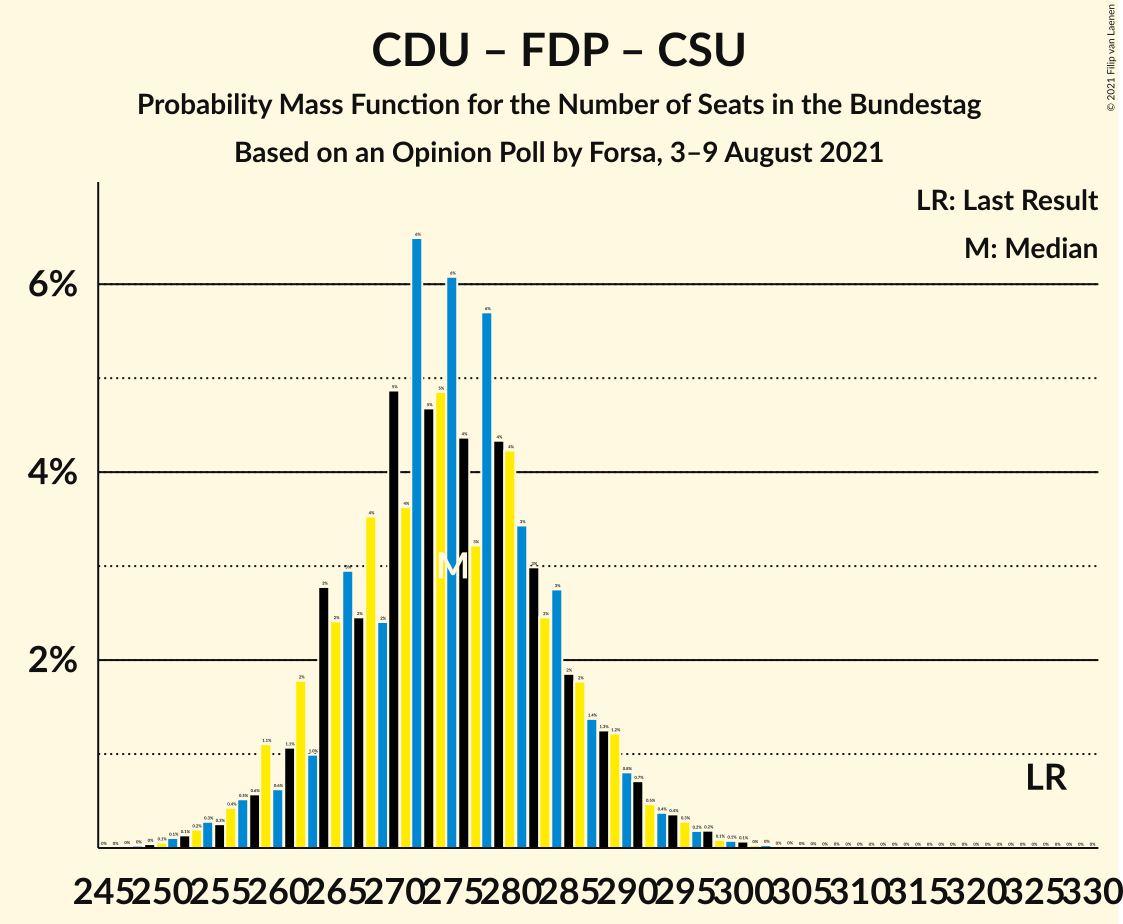 CDU – FDP – CSU
Probability Mass Function for the Number of Seats in the Bundestag
Based on an Opinion Poll by Forsa, 3–9 August 2021
© 2021 Filip van Laenen
LR: Last Result
M: Median
6%
4%
2%
M
LR
245 250 255 260 265 270 275 280 285 290 295 300 305 310 315 320 325 330